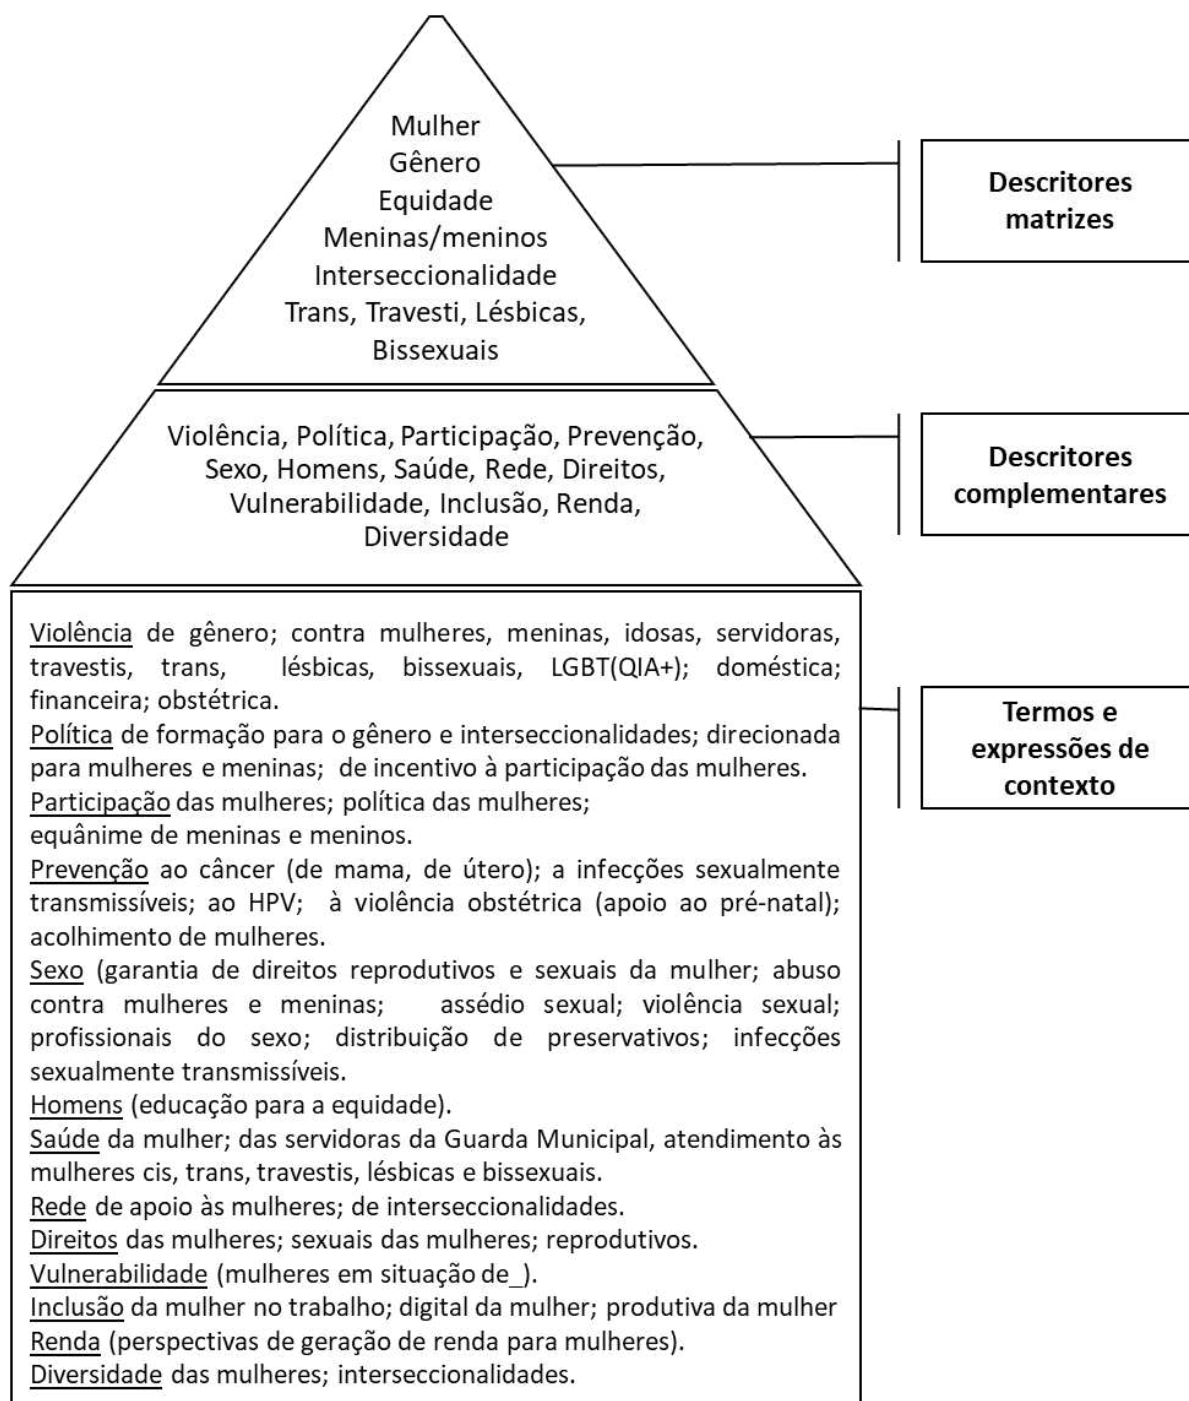 Mulher
Gênero
Equidade
Meninas/meninos
Interseccionalidade
Trans, Travesti, Lésbicas,
Bissexuais
Descritores
matrizes
Violência, Política, Participação, Prevenção,
Sexo, Homens, Saúde, Rede, Direitos,
Vulnerabilidade, Inclusão, Renda,
Diversidade
Descritores
complementares
Violência de gênero; contra mulheres, meninas, idosas, servidoras,
travestis, trans, lésbicas, bissexuais, LGBT(QIA+); doméstica;
financeira; obstétrica.
Política de formação para o gênero e interseccionalidades; direcionada
para mulheres e meninas; de incentivo à participação das mulheres.
Participação das mulheres; política das mulheres;
equânime de meninas e meninos.
Prevenção ao câncer (de mama, de útero); a infecções sexualmente
transmissíveis; ao HPV; à violência obstétrica (apoio ao pré-natal);
acolhimento de mulheres.
Sexo (garantia de direitos reprodutivos e sexuais da mulher; abuso
contra mulheres e meninas; assédio sexual; violência sexual;
profissionais do sexo; distribuição de preservativos; infecções
sexualmente transmissíveis.
Homens (educação para a equidade).
Saúde da mulher; das servidoras da Guarda Municipal, atendimento às
mulheres cis, trans, travestis, lésbicas e bissexuais.
Rede de apoio às mulheres; de interseccionalidades.
Direitos das mulheres; sexuais das mulheres; reprodutivos.
Vulnerabilidade (mulheres em situação de_).
Inclusão da mulher no trabalho; digital da mulher; produtiva da mulher
Renda (perspectivas de geração de renda para mulheres).
Diversidade das mulheres; interseccionalidades.
Termos e
expressões de
contexto